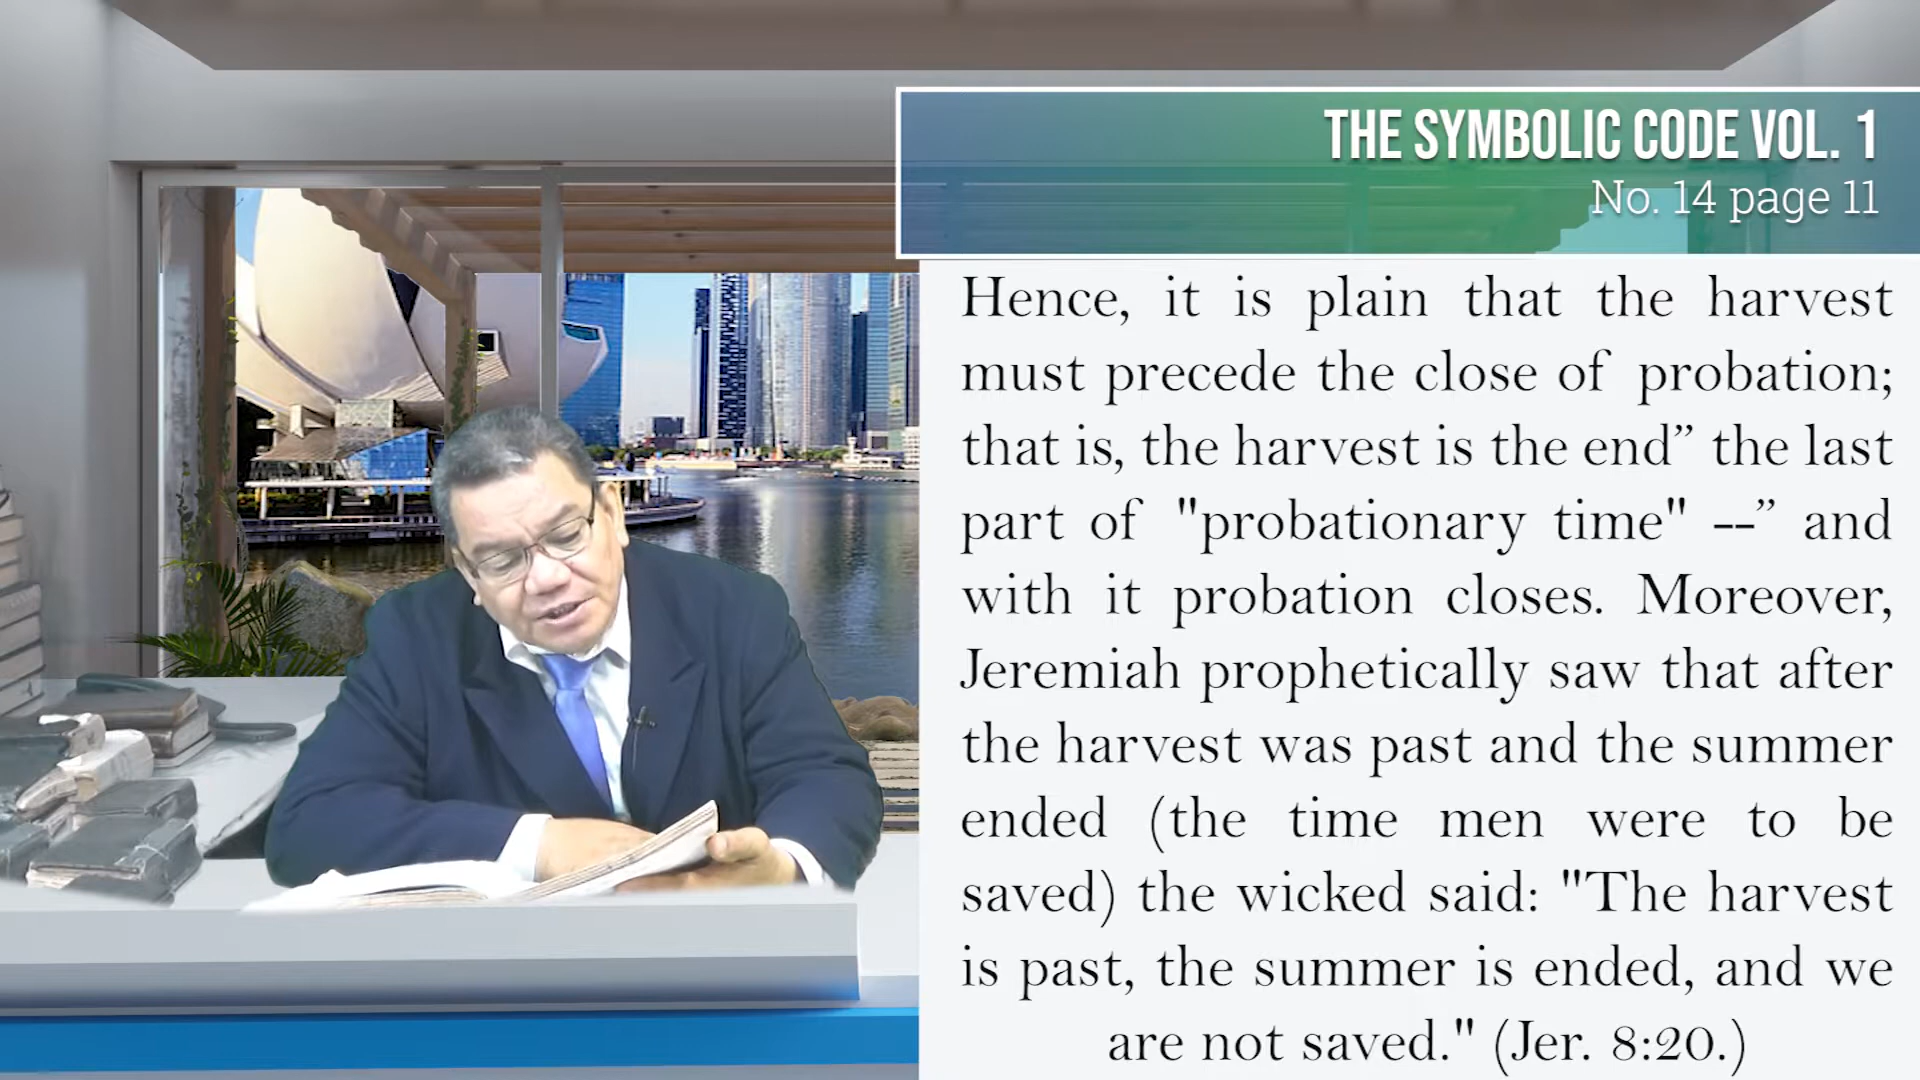 THE SYMBOLIC CODE VOL. 1
No. 14 page 11
Hence, it is plain that the harvest
must precede the close of probation;
that is, the harvest is the end” the last
part of "probationary time" --” and
with it probation closes. Moreover,
Jeremiah prophetically saw that after
the harvest was past and the summer
ended (the time men were to be
saved) the wicked said: "The harvest
is past, the summer is ended, and we
are not saved." (Jer. 8:20.)